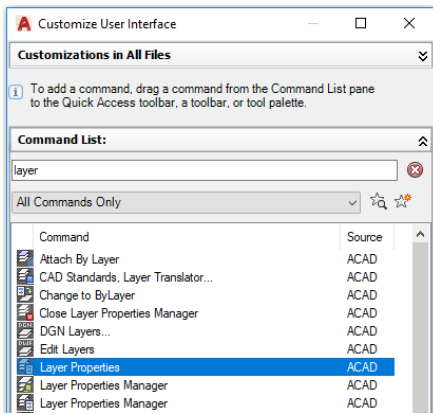 Customize User Interface
Customizations in All Files
To add a command, drag a command from the Command List pane
to the Quick Access toolbar, a toolbar, or tool palette.
Command List:
layer
All Commands Only
Command Source
Attach By Layer ACAD
CAD Standards, Layer Translator... ACAD
Change to ByLayer ACAD
Close Layer Properties Manager ACAD
DGN Layers... ACAD
Edit Layers ACAD
Layer Properties ACAD
Layer Properties Manager ACAD
Layer Properties Manager ACAD